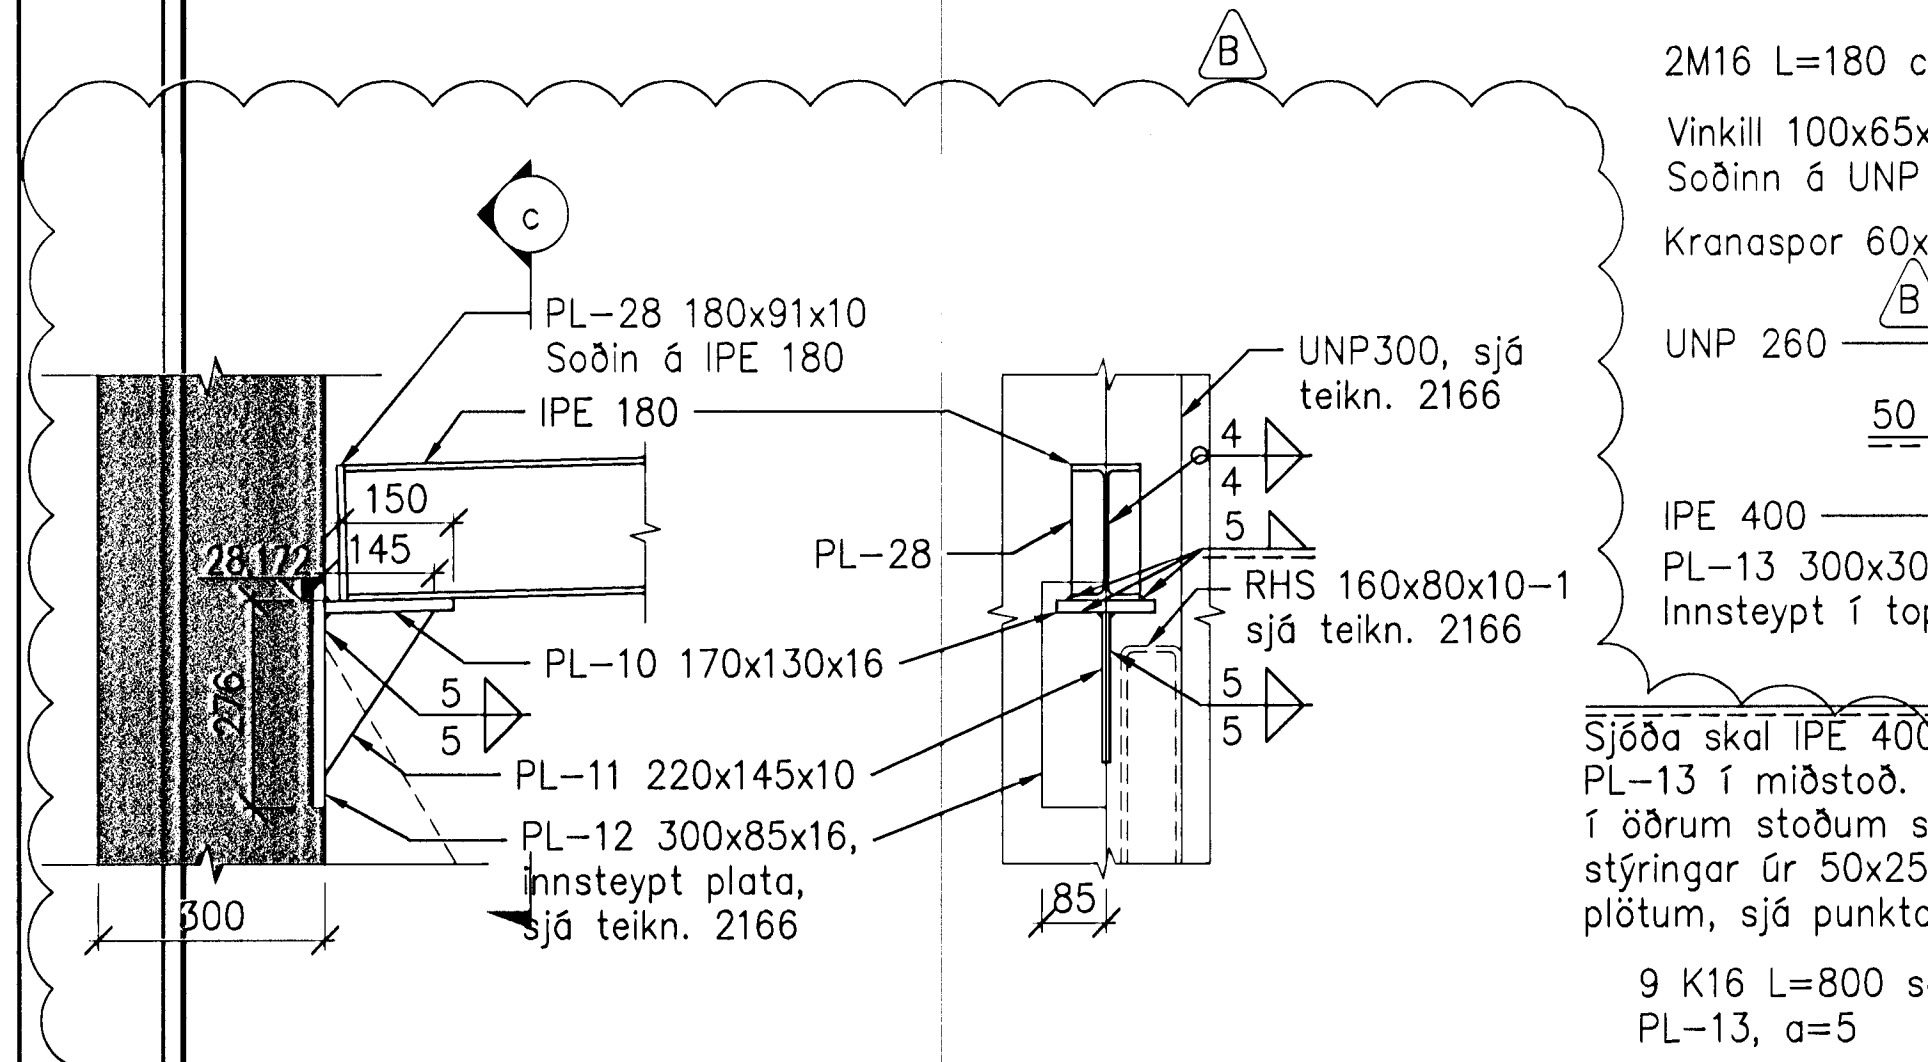 B
c
PL-28 180x91x10
Soðin á IPE 180
IPE 180
150
145
28,172
276
PL-10 170x130x16
5
5
PL-11 220x145x10
PL-12 300x85x16,
innsteypt plata,
sjá teikn. 2166
300
UNP300, sjá
teikn. 2166
4
4
5
PL-28
RHS 160x80x10-1
sjá teikn. 2166
5
5
85
2M16 L=180
Vinkill 100x65x
Soðinn á UNP
Kranaspor 60x
B
UNP 260
50
IPE 400
PL-13 300x30
Innsteypt í
Sjóða skal IPE 400
PL-13 í miðstoð.
í öðrum stoðum
stýringar úr 50x25
plötum, sjá
9 K16 L=800
PL-13, a=5